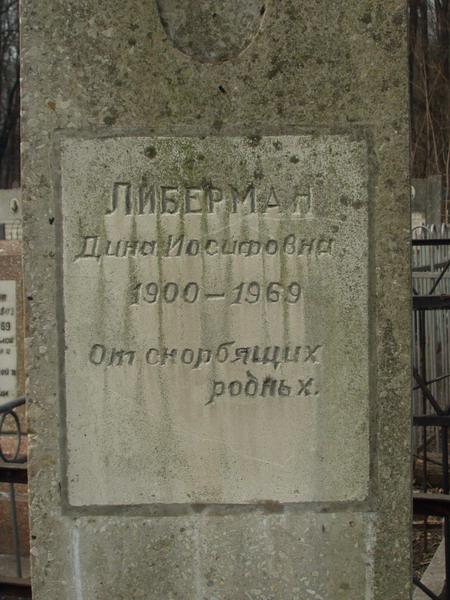 ЛИБЕРМАН
Дина Иосифовна
1900-1969
От скорбящих
родных.